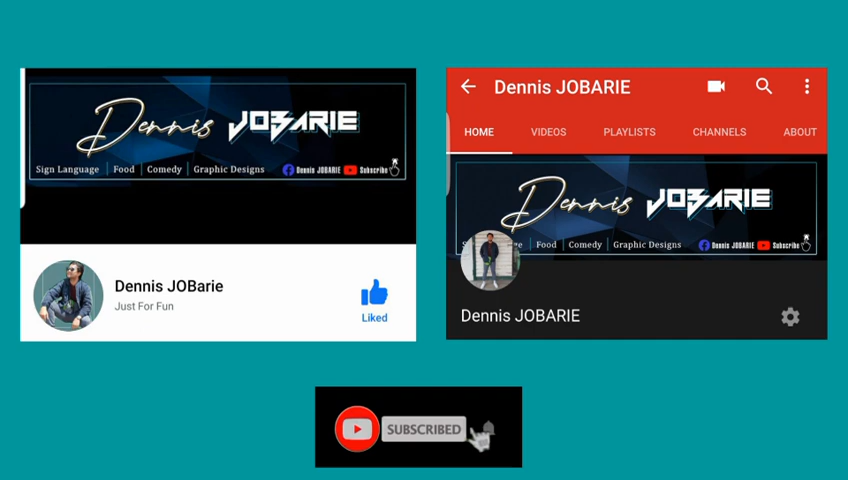 Dennis JOBARIE
Sign Language | Food | Comedy | Graphic Designs Dennis JOBARIE Subscribe
Dennis JOBarie
Just For Fun
Liked
Dennis JOBARIE
HOME VIDEOS PLAYLISTS CHANNELS ABOUT
Dennis JOBARIE
Food | Comedy | Graphic Designs Dennis JOBARIE Subscribe
Dennis JOBARIE
SUBSCRIBED